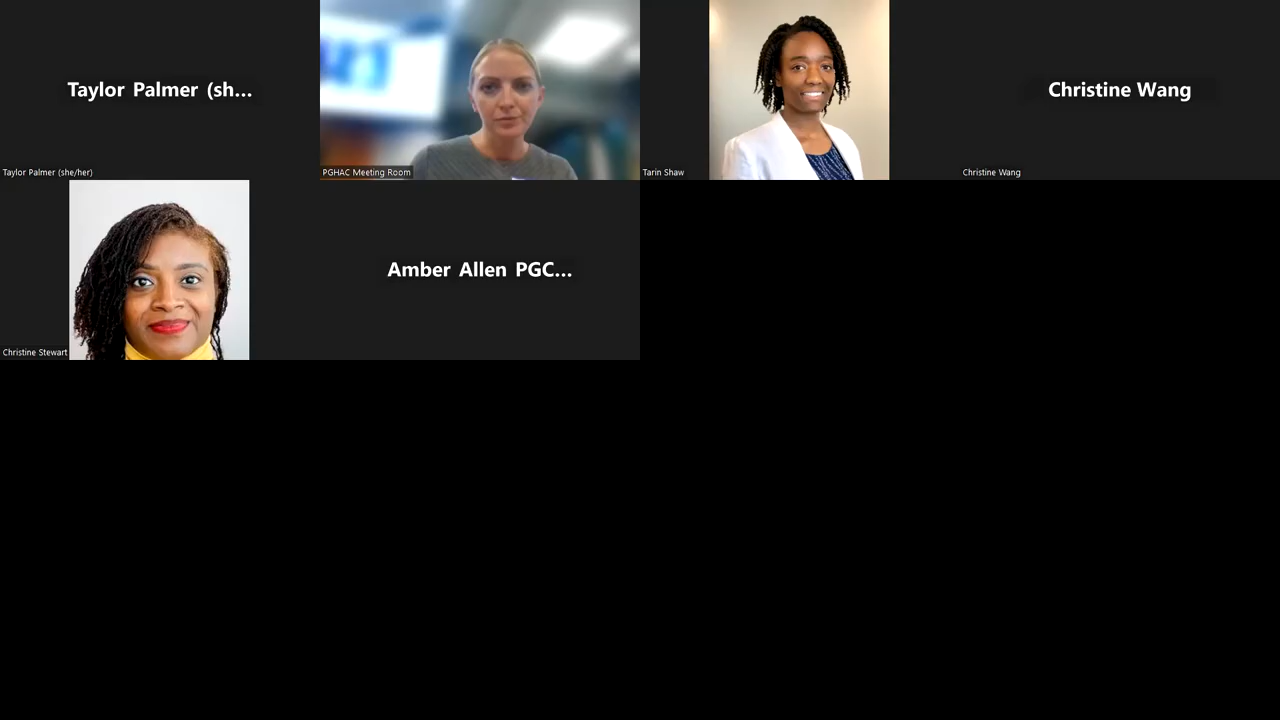 Taylor Palmer (sh...
Taylor Palmer (she/her)
PGHAC Meeting Room
Tarin Shaw
Christine Wang
Christine Wang
Christine Stewart
Amber Allen PGC...